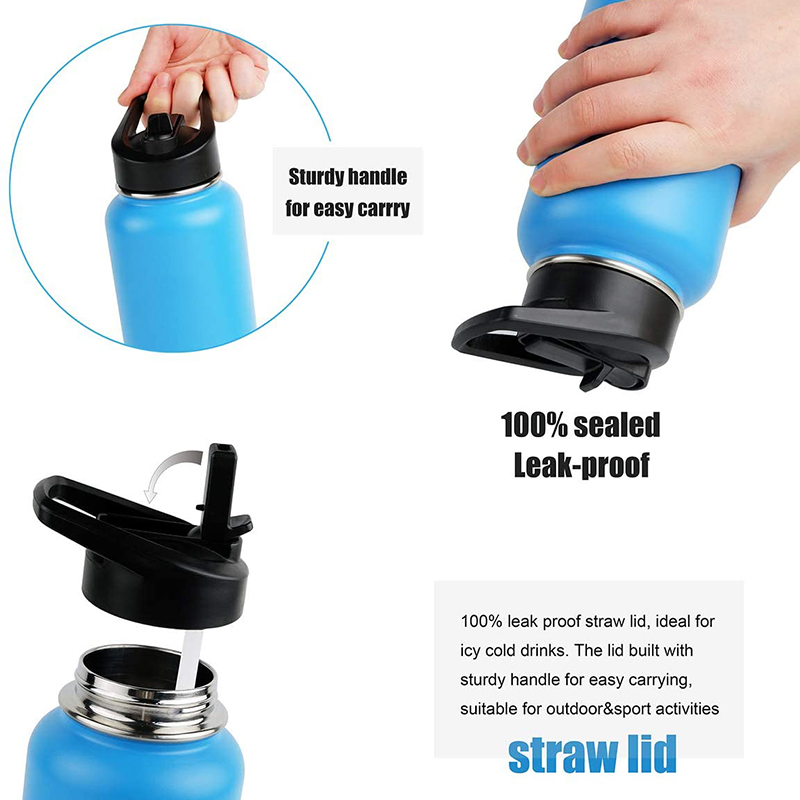 Sturdy handle
for easy carrry
100% sealed
Leak-proof
100% leak proof straw lid, ideal for
icy cold drinks. The lid built with
sturdy handle for easy carrying,
suitable for outdoor&sport activities
straw lid